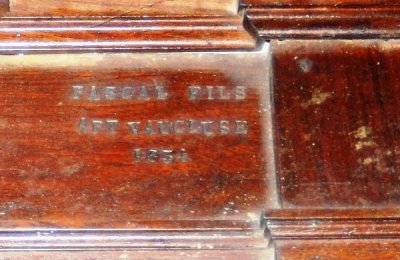 PASCAL FILS
APT VAUCLUSE
1854